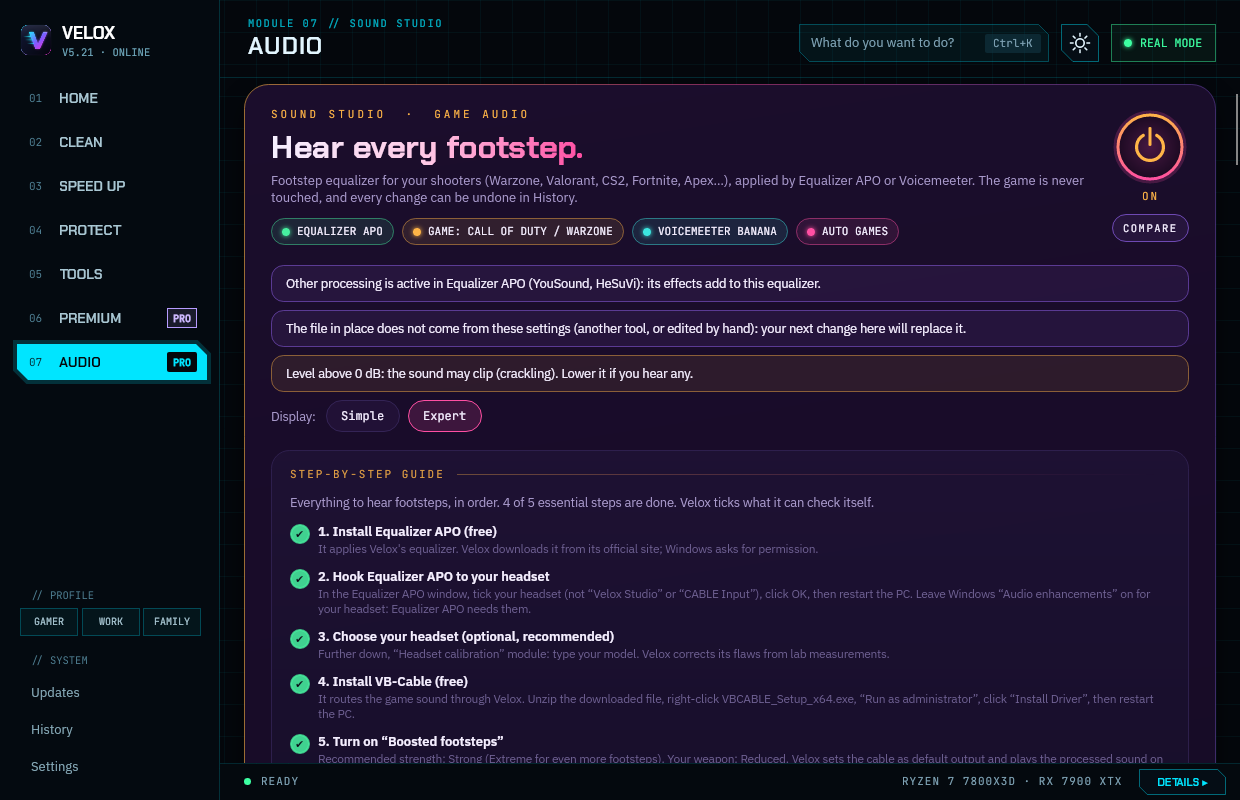 VELOX
V5.21 · ONLINE
01 HOME
02 CLEAN
03 SPEED UP
04 PROTECT
05 TOOLS
06 PREMIUM PRO
07 AUDIO PRO
// PROFILE
GAMER WORK FAMILY
// SYSTEM
Updates
History
Settings
MODULE 07 // SOUND STUDIO
AUDIO
What do you want to do? Ctrl+K
REAL MODE
SOUND STUDIO · GAME AUDIO
Hear every footstep.
Footstep equalizer for your shooters (Warzone, Valorant, CS2, Fortnite, Apex…), applied by Equalizer APO or Voicemeeter. The game is never
touched, and every change can be undone in History.
ON
COMPARE
EQUALIZER APO GAME: CALL OF DUTY / WARZONE VOICEMEETER BANANA AUTO GAMES
Other processing is active in Equalizer APO (YouSound, HeSuVi): its effects add to this equalizer.
The file in place does not come from these settings (another tool, or edited by hand): your next change here will replace it.
Level above 0 dB: the sound may clip (crackling). Lower it if you hear any.
Display: Simple Expert
STEP-BY-STEP GUIDE
Everything to hear footsteps, in order. 4 of 5 essential steps are done. Velox ticks what it can check itself.
1. Install Equalizer APO (free)
It applies Velox's equalizer. Velox downloads it from its official site; Windows asks for permission.
2. Hook Equalizer APO to your headset
In the Equalizer APO window, tick your headset (not “Velox Studio” or “CABLE Input”), click OK, then restart the PC. Leave Windows “Audio enhancements” on for
your headset: Equalizer APO needs them.
3. Choose your headset (optional, recommended)
Further down, “Headset calibration” module: type your model. Velox corrects its flaws from lab measurements.
4. Install VB-Cable (free)
It routes the game sound through Velox. Unzip the downloaded file, right-click VBCABLE_Setup_x64.exe, “Run as administrator”, click “Install Driver”, then restart
the PC.
5. Turn on “Boosted footsteps”
Recommended strength: Strong (Extreme for even more footsteps). Your weapon: Reduced. Velox sets the cable as default output and plays the processed sound on
READY
RYZEN 7 7800X3D · RX 7900 XTX
DETAILS ▸